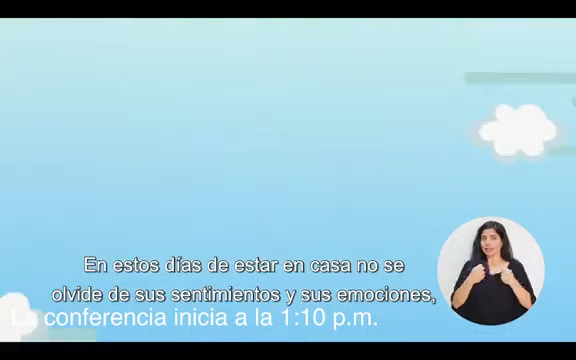 En estos días de estar en casa no se
olvide de sus sentimientos y sus emociones,
La conferencia inicia a la 1:10 p.m.